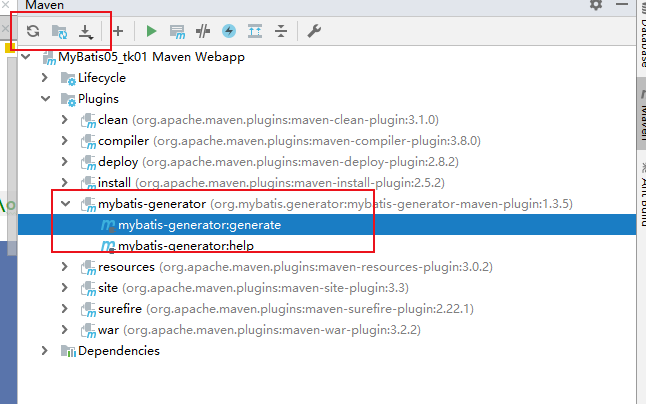 Maven
MyBatis05_tk01 Maven Webapp
Lifecycle
Plugins
clean (org.apache.maven.plugins:maven-clean-plugin:3.1.0)
compiler (org.apache.maven.plugins:maven-compiler-plugin:3.8.0)
deploy (org.apache.maven.plugins:maven-deploy-plugin:2.8.2)
install (org.apache.maven.plugins:maven-install-plugin:2.5.2)
mybatis-generator (org.mybatis.generator:mybatis-generator-maven-plugin:1.3.5)
mybatis-generator:generate
mybatis-generator:help
resources (org.apache.maven.plugins:maven-resources-plugin:3.0.2)
site (org.apache.maven.plugins:maven-site-plugin:3.3)
surefire (org.apache.maven.plugins:maven-surefire-plugin:2.22.1)
war (org.apache.maven.plugins:maven-war-plugin:3.2.2)
Dependencies
Database
Maven
Ant Build